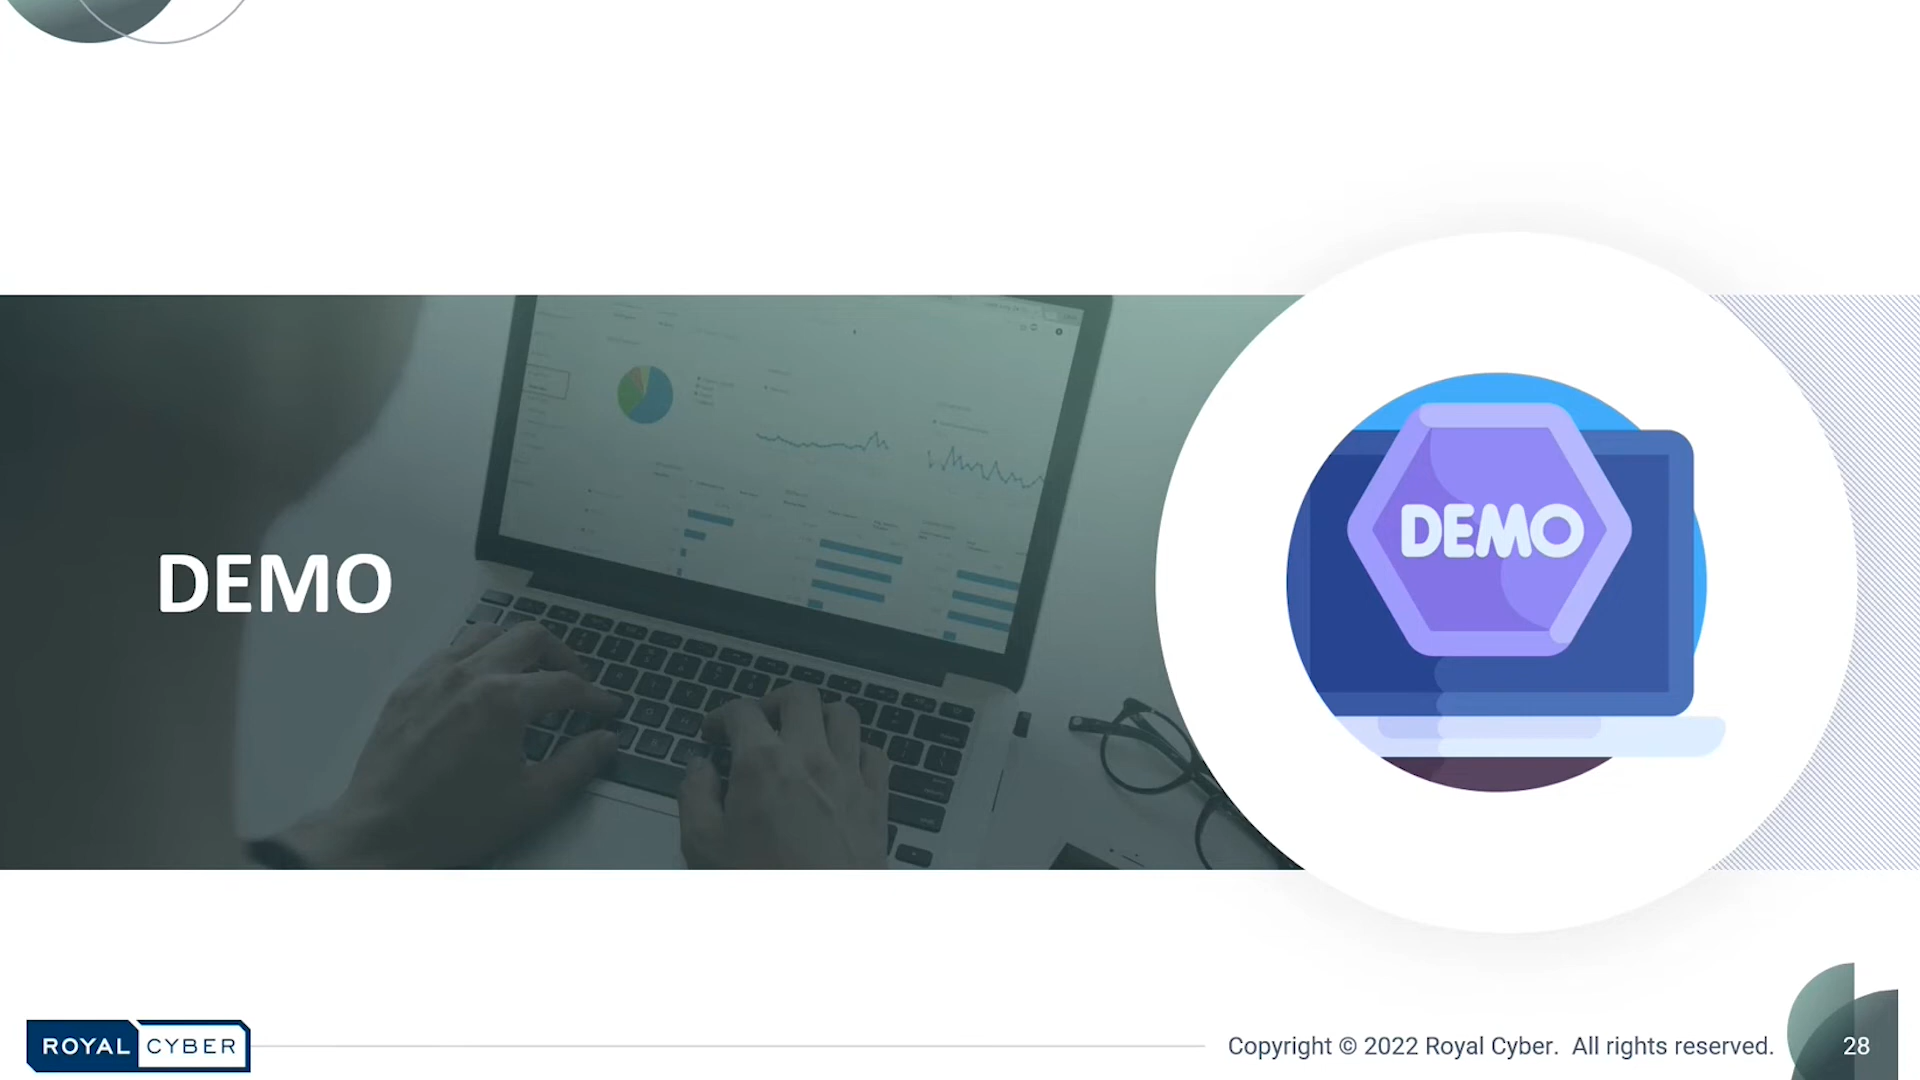 DEMO
DEMO
ROYAL CYBER
Copyright © 2022 Royal Cyber. All rights reserved.
28